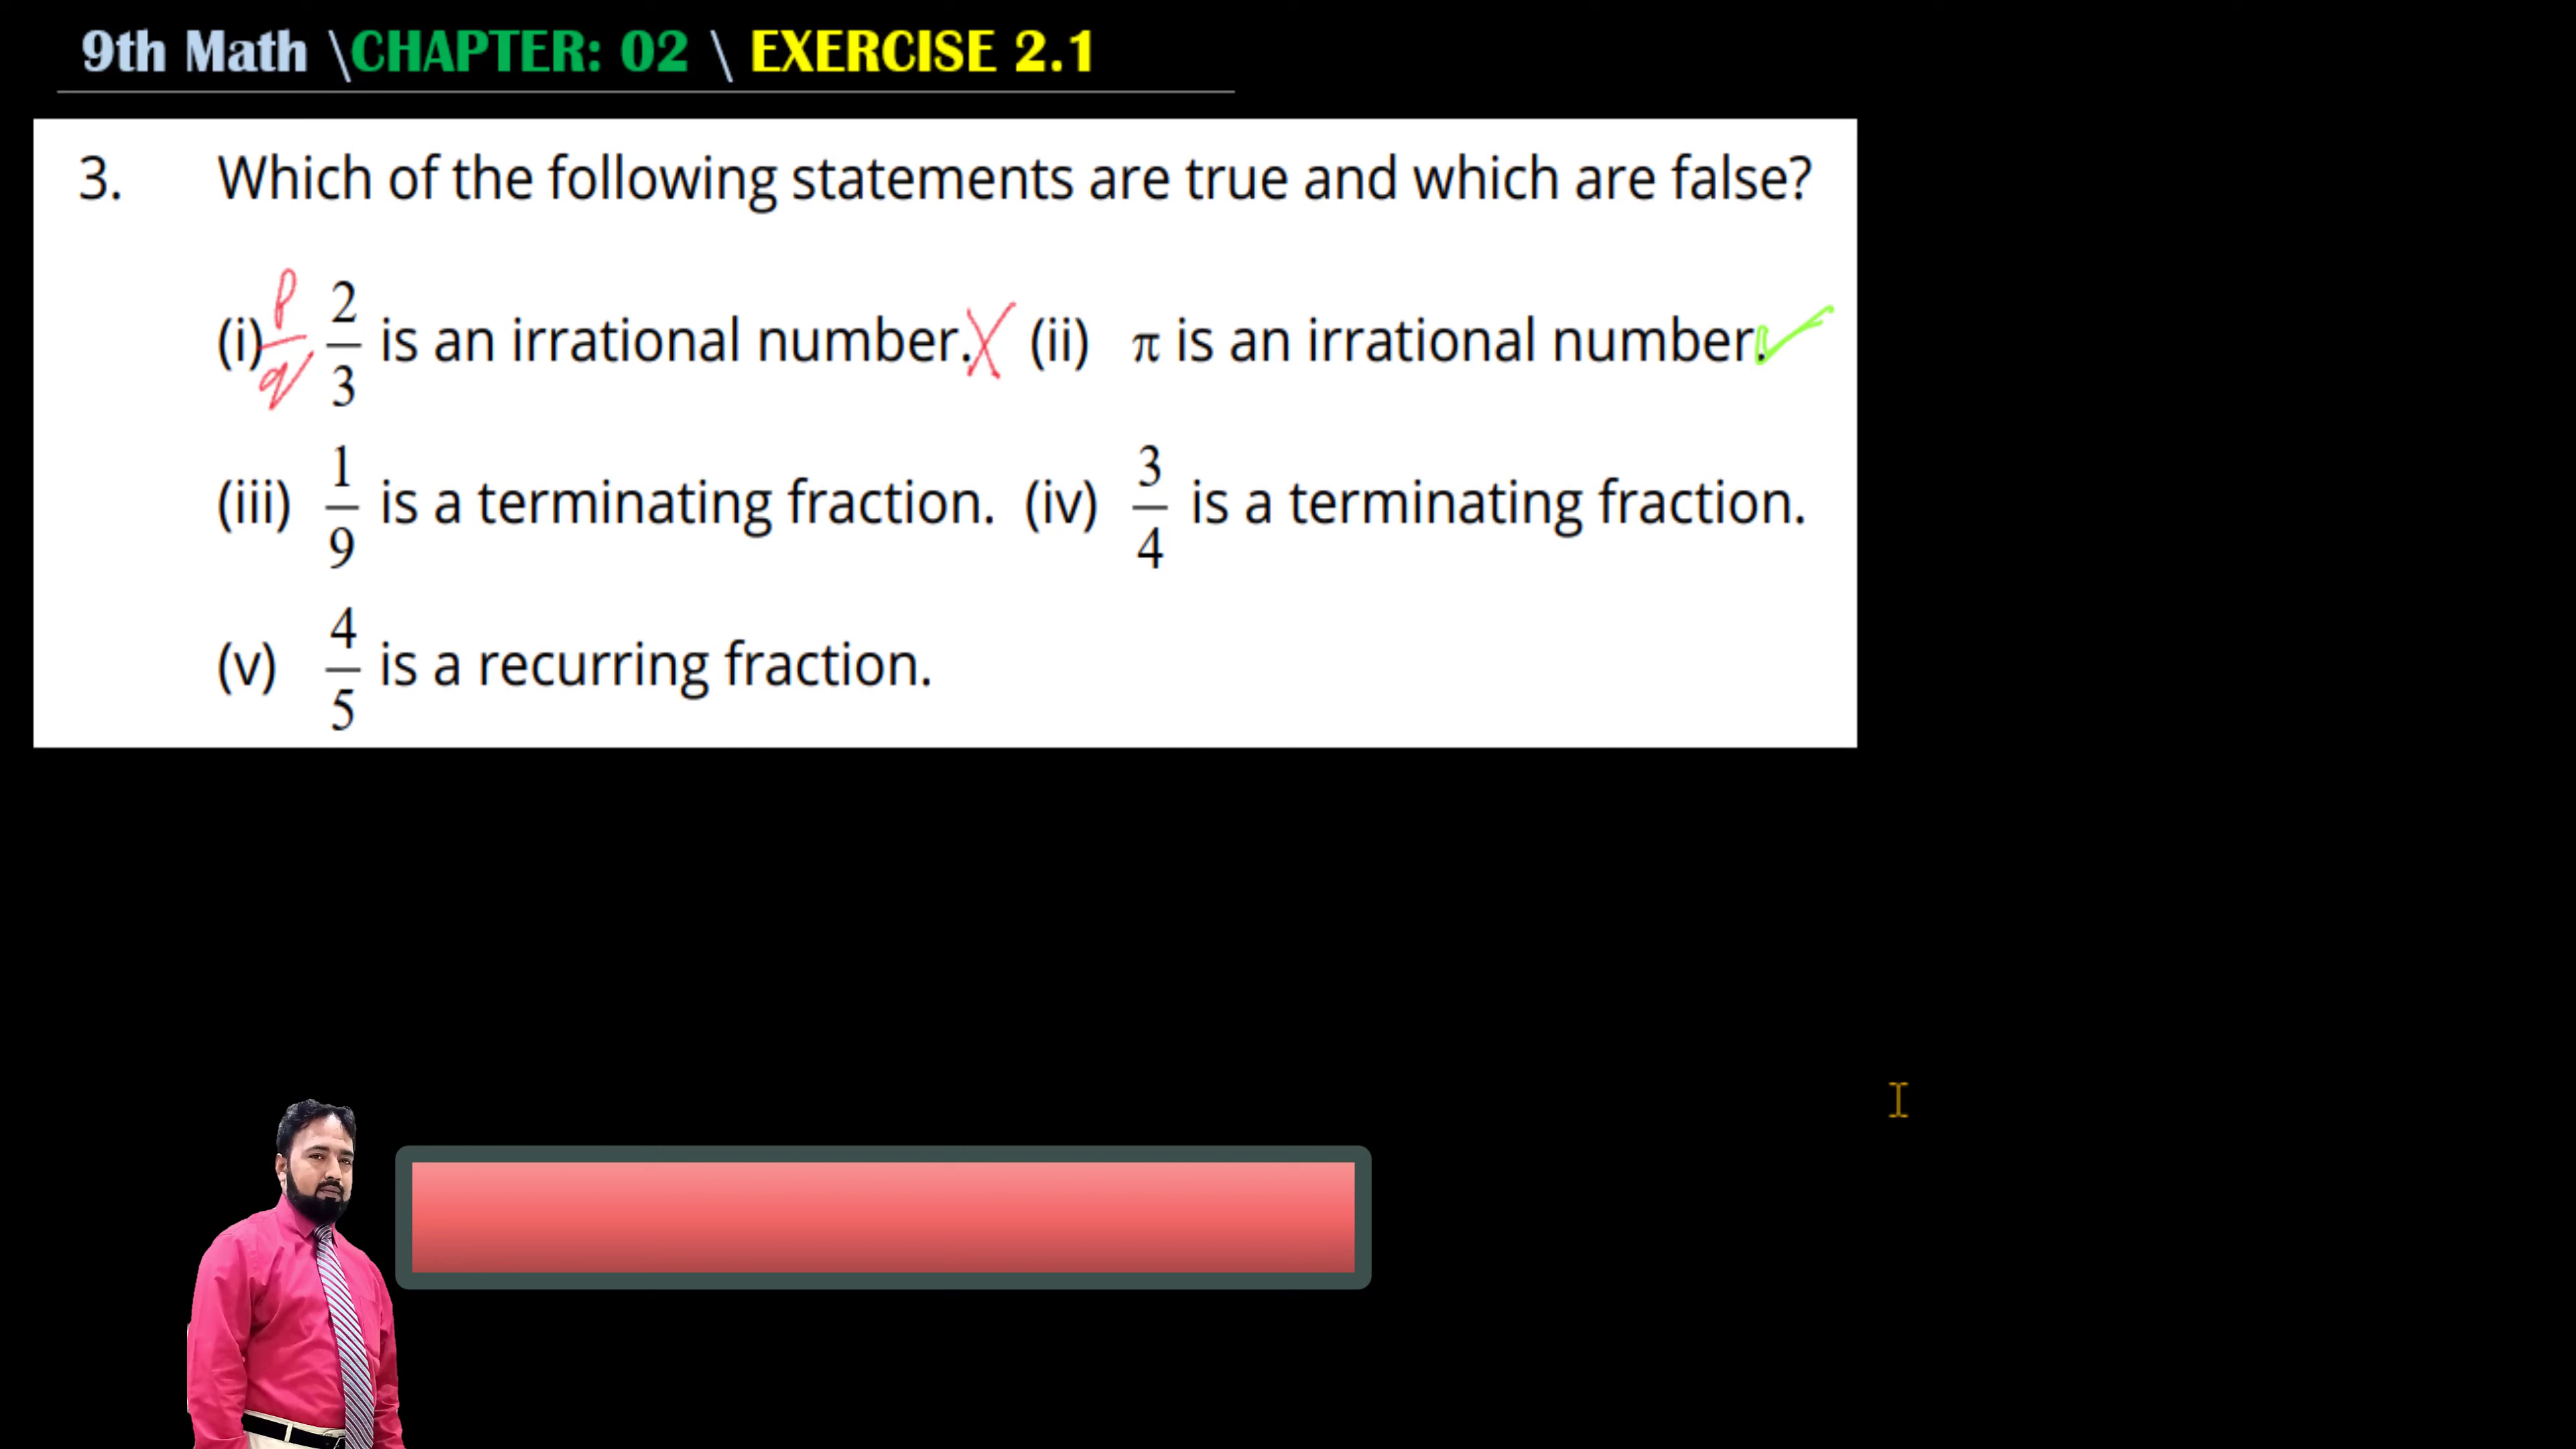 9th Math \CHAPTER: 02 \ EXERCISE 2.1
3. Which of the following statements are true and which are false?
(i) p/q 2/3 is an irrational number. X (ii) π is an irrational number. ✓
(iii) 1/9 is a terminating fraction. (iv) 3/4 is a terminating fraction.
(v) 4/5 is a recurring fraction.